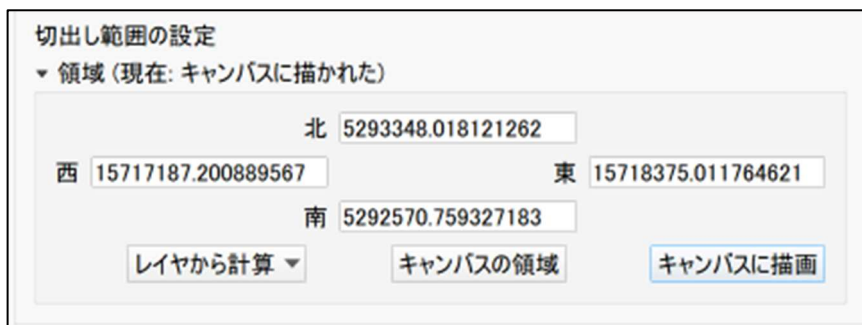 切出し範囲の設定
▼ 領域 (現在: キャンバスに描かれた)
北 5293348.018121262
西 15717187.200889567 東 15718375.011764621
南 5292570.759327183
レイヤから計算 ▼ キャンバスの領域 キャンバスに描画